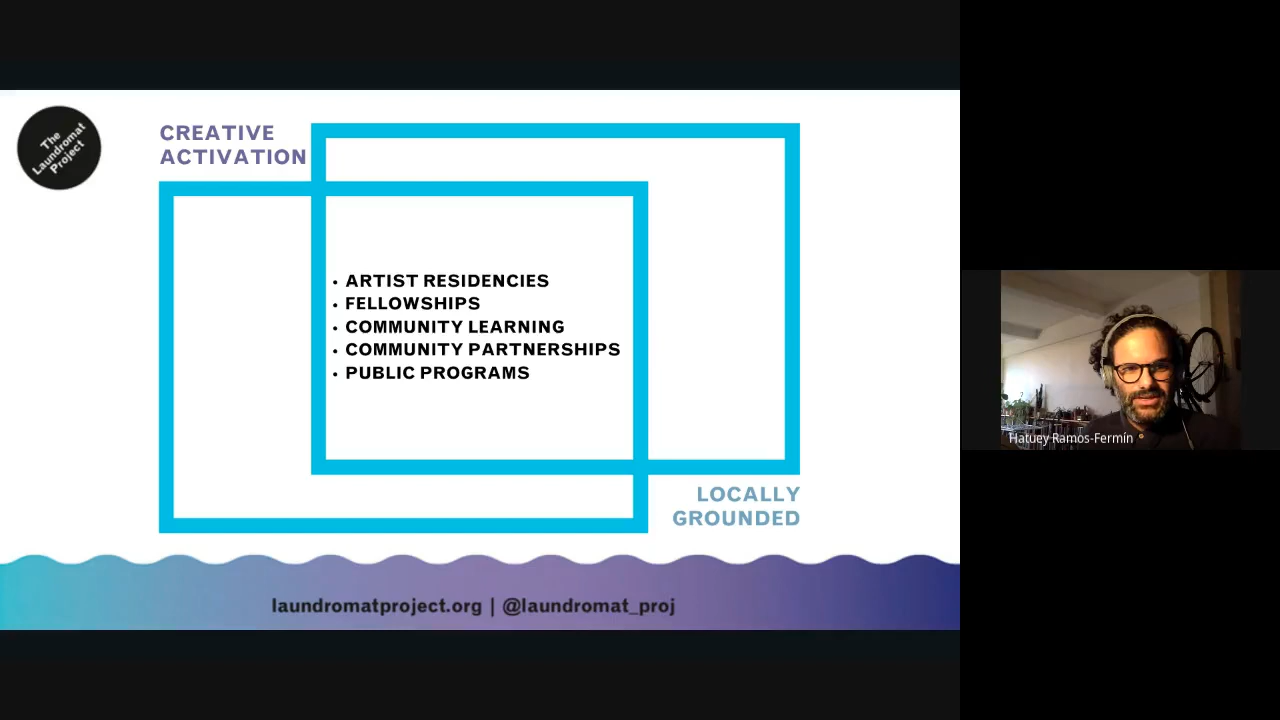 The
Laundromat
Project
CREATIVE
ACTIVATION
• ARTIST RESIDENCIES
• FELLOWSHIPS
• COMMUNITY LEARNING
• COMMUNITY PARTNERSHIPS
• PUBLIC PROGRAMS
LOCALLY
GROUNDED
laundromatproject.org | @laundromat_proj
Hatuey Ramos-Fermín